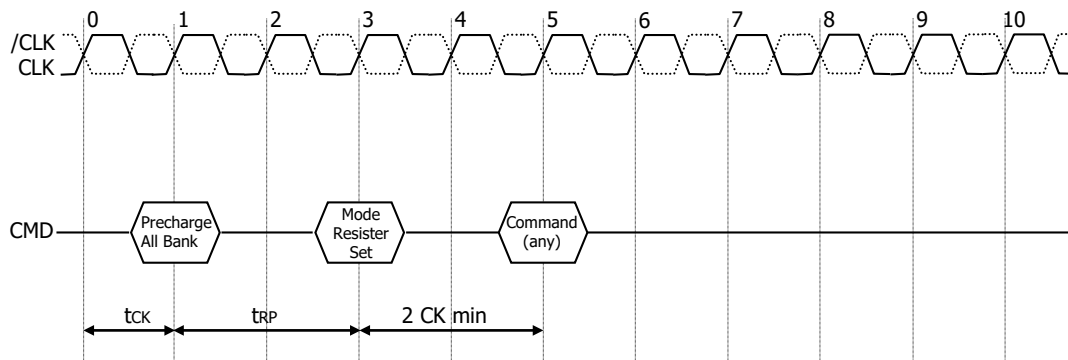 0 1 2 3 4 5 6 7 8 9 10
/CLK
CLK
CMD
Precharge
All Bank
Mode
Resister
Set
Command
(any)
tCK tRP 2 CK min